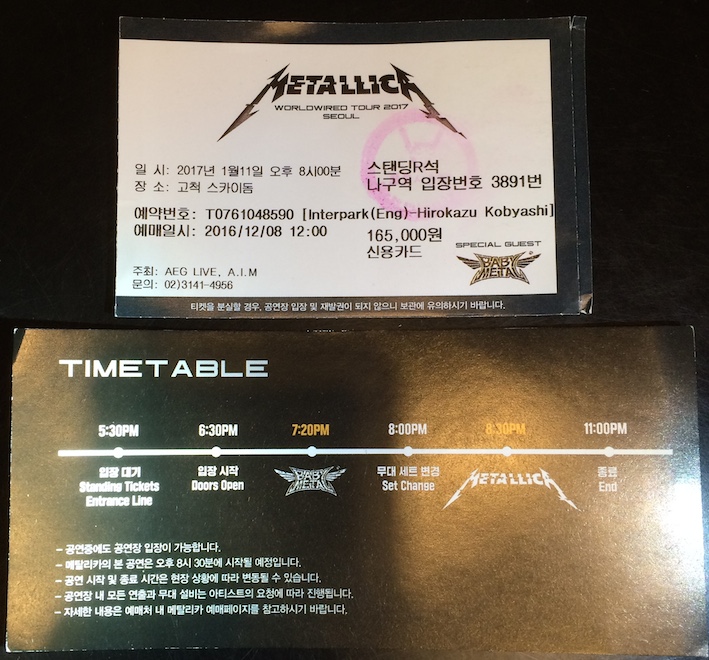 METALLICA
WORLDWIRED TOUR 2017
SEOUL
일 시: 2017년 1월11일 오후 8시00분
장 소: 고척 스카이돔
스탠딩R석
나구역 입장번호 3891번
예약번호: T0761048590 [Interpark(Eng)-Hirokazu Kobyashi]
예매일시: 2016/12/08 12:00
165,000원
신용카드
SPECIAL GUEST
BABY
METAL
주최: AEG LIVE, A.I.M
문의: 02)3141-4956
티켓을 분실할 경우, 공연장 입장 및 재발권이 되지 않으니 보관에 유의하시기 바랍니다.
TIMETABLE
5:30PM
입장 대기
Standing Tickets
Entrance Line
6:30PM
입장 시작
Doors Open
7:20PM
BABY
METAL
8:00PM
무대 세트 변경
Set Change
8:30PM
METALLICA
11:00PM
종료
End
- 공연중에도 공연장 입장이 가능합니다.
- 메탈리카의 본 공연은 오후 8시 30분에 시작될 예정입니다.
- 공연 시작 및 종료 시간은 현장 상황에 따라 변동될 수 있습니다.
- 공연장 내 모든 연출과 무대 설비는 아티스트의 요청에 따라 진행됩니다.
- 자세한 내용은 예매처 내 메탈리카 예매페이지를 참고하시기 바랍니다.